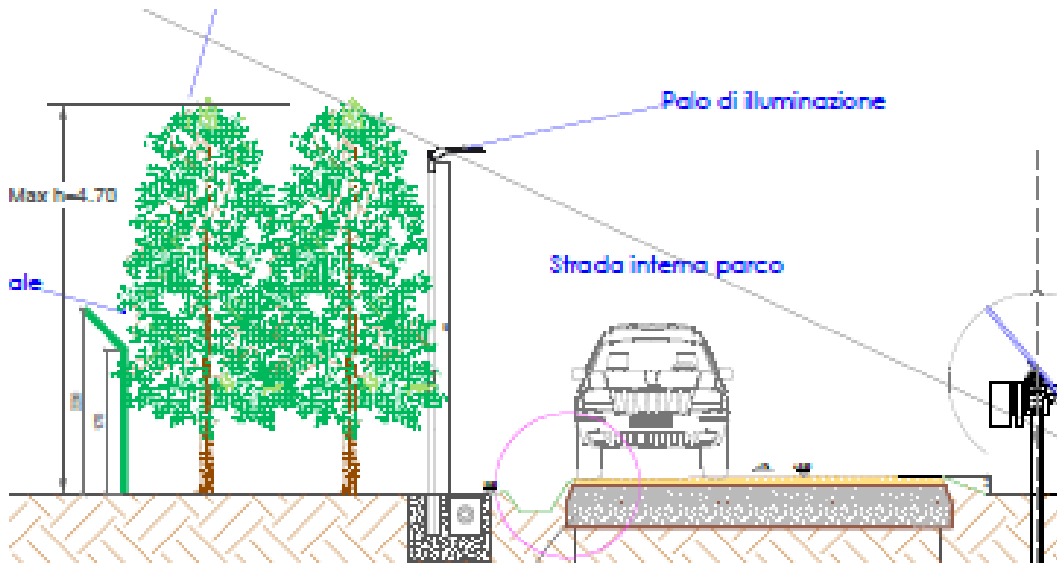 Palo di illuminazione
Max h=4.70
Strada interna parco
ale